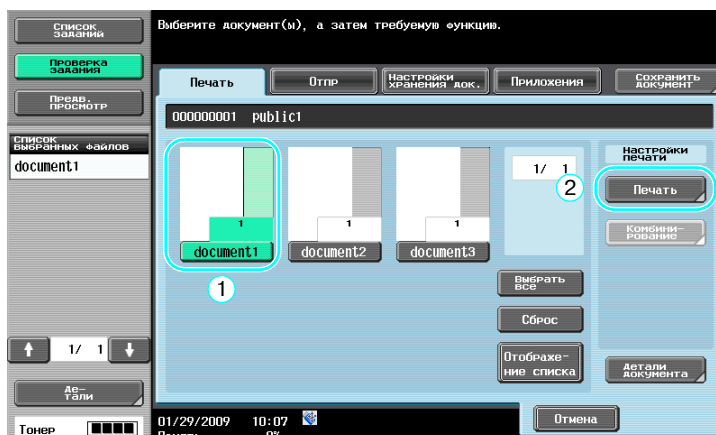 Список
заданий
Выберите документ(ы), а затем требуемую функцию.
Проверка
задания
Предв.
просмотр
Печать
Отпр
Настройки
хранения док.
Приложения
Сохранить
документ
000000001 public1
Список
выбранных файлов
document1
1
document1
1
document2
1
document3
1/ 1
Настройки
печати
2
Печать
Комбини-
рование
1
Выбрать
все
Сброс
Отображе-
ние списка
Детали
документа
1/ 1
Де-
тали
Тонер
01/29/2009 10:07
Отмена